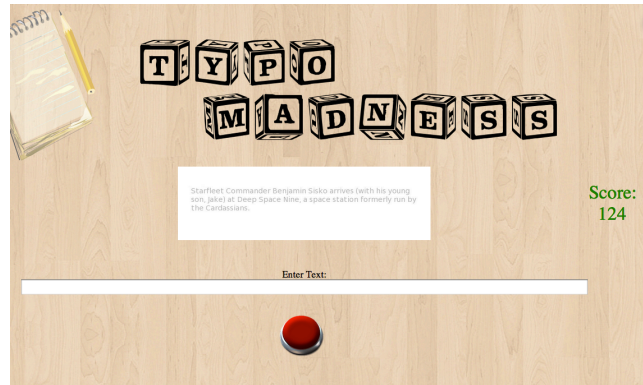 TYPO
MADNESS
Starfleet Commander Benjamin Sisko arrives (with his young
son, Jake) at Deep Space Nine, a space station formerly run by
the Cardassians.
Score:
124
Enter Text: